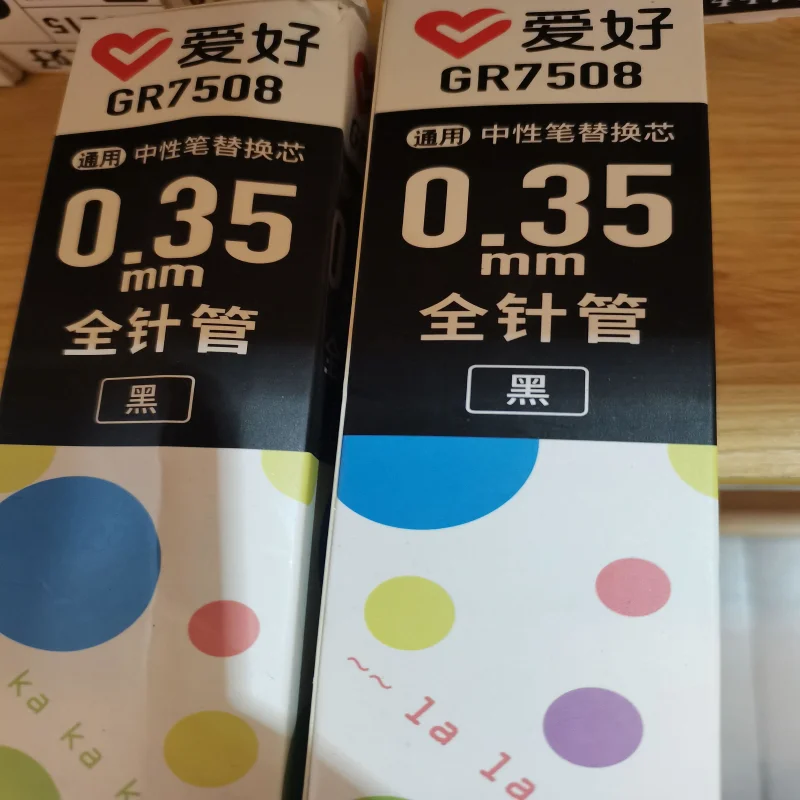 爱好
GR7508
通用 中性笔替换芯
0.35
mm
全针管
黑
ka ka k
爱好
GR7508
通用 中性笔替换芯
0.35
mm
全针管
黑
~~ la la